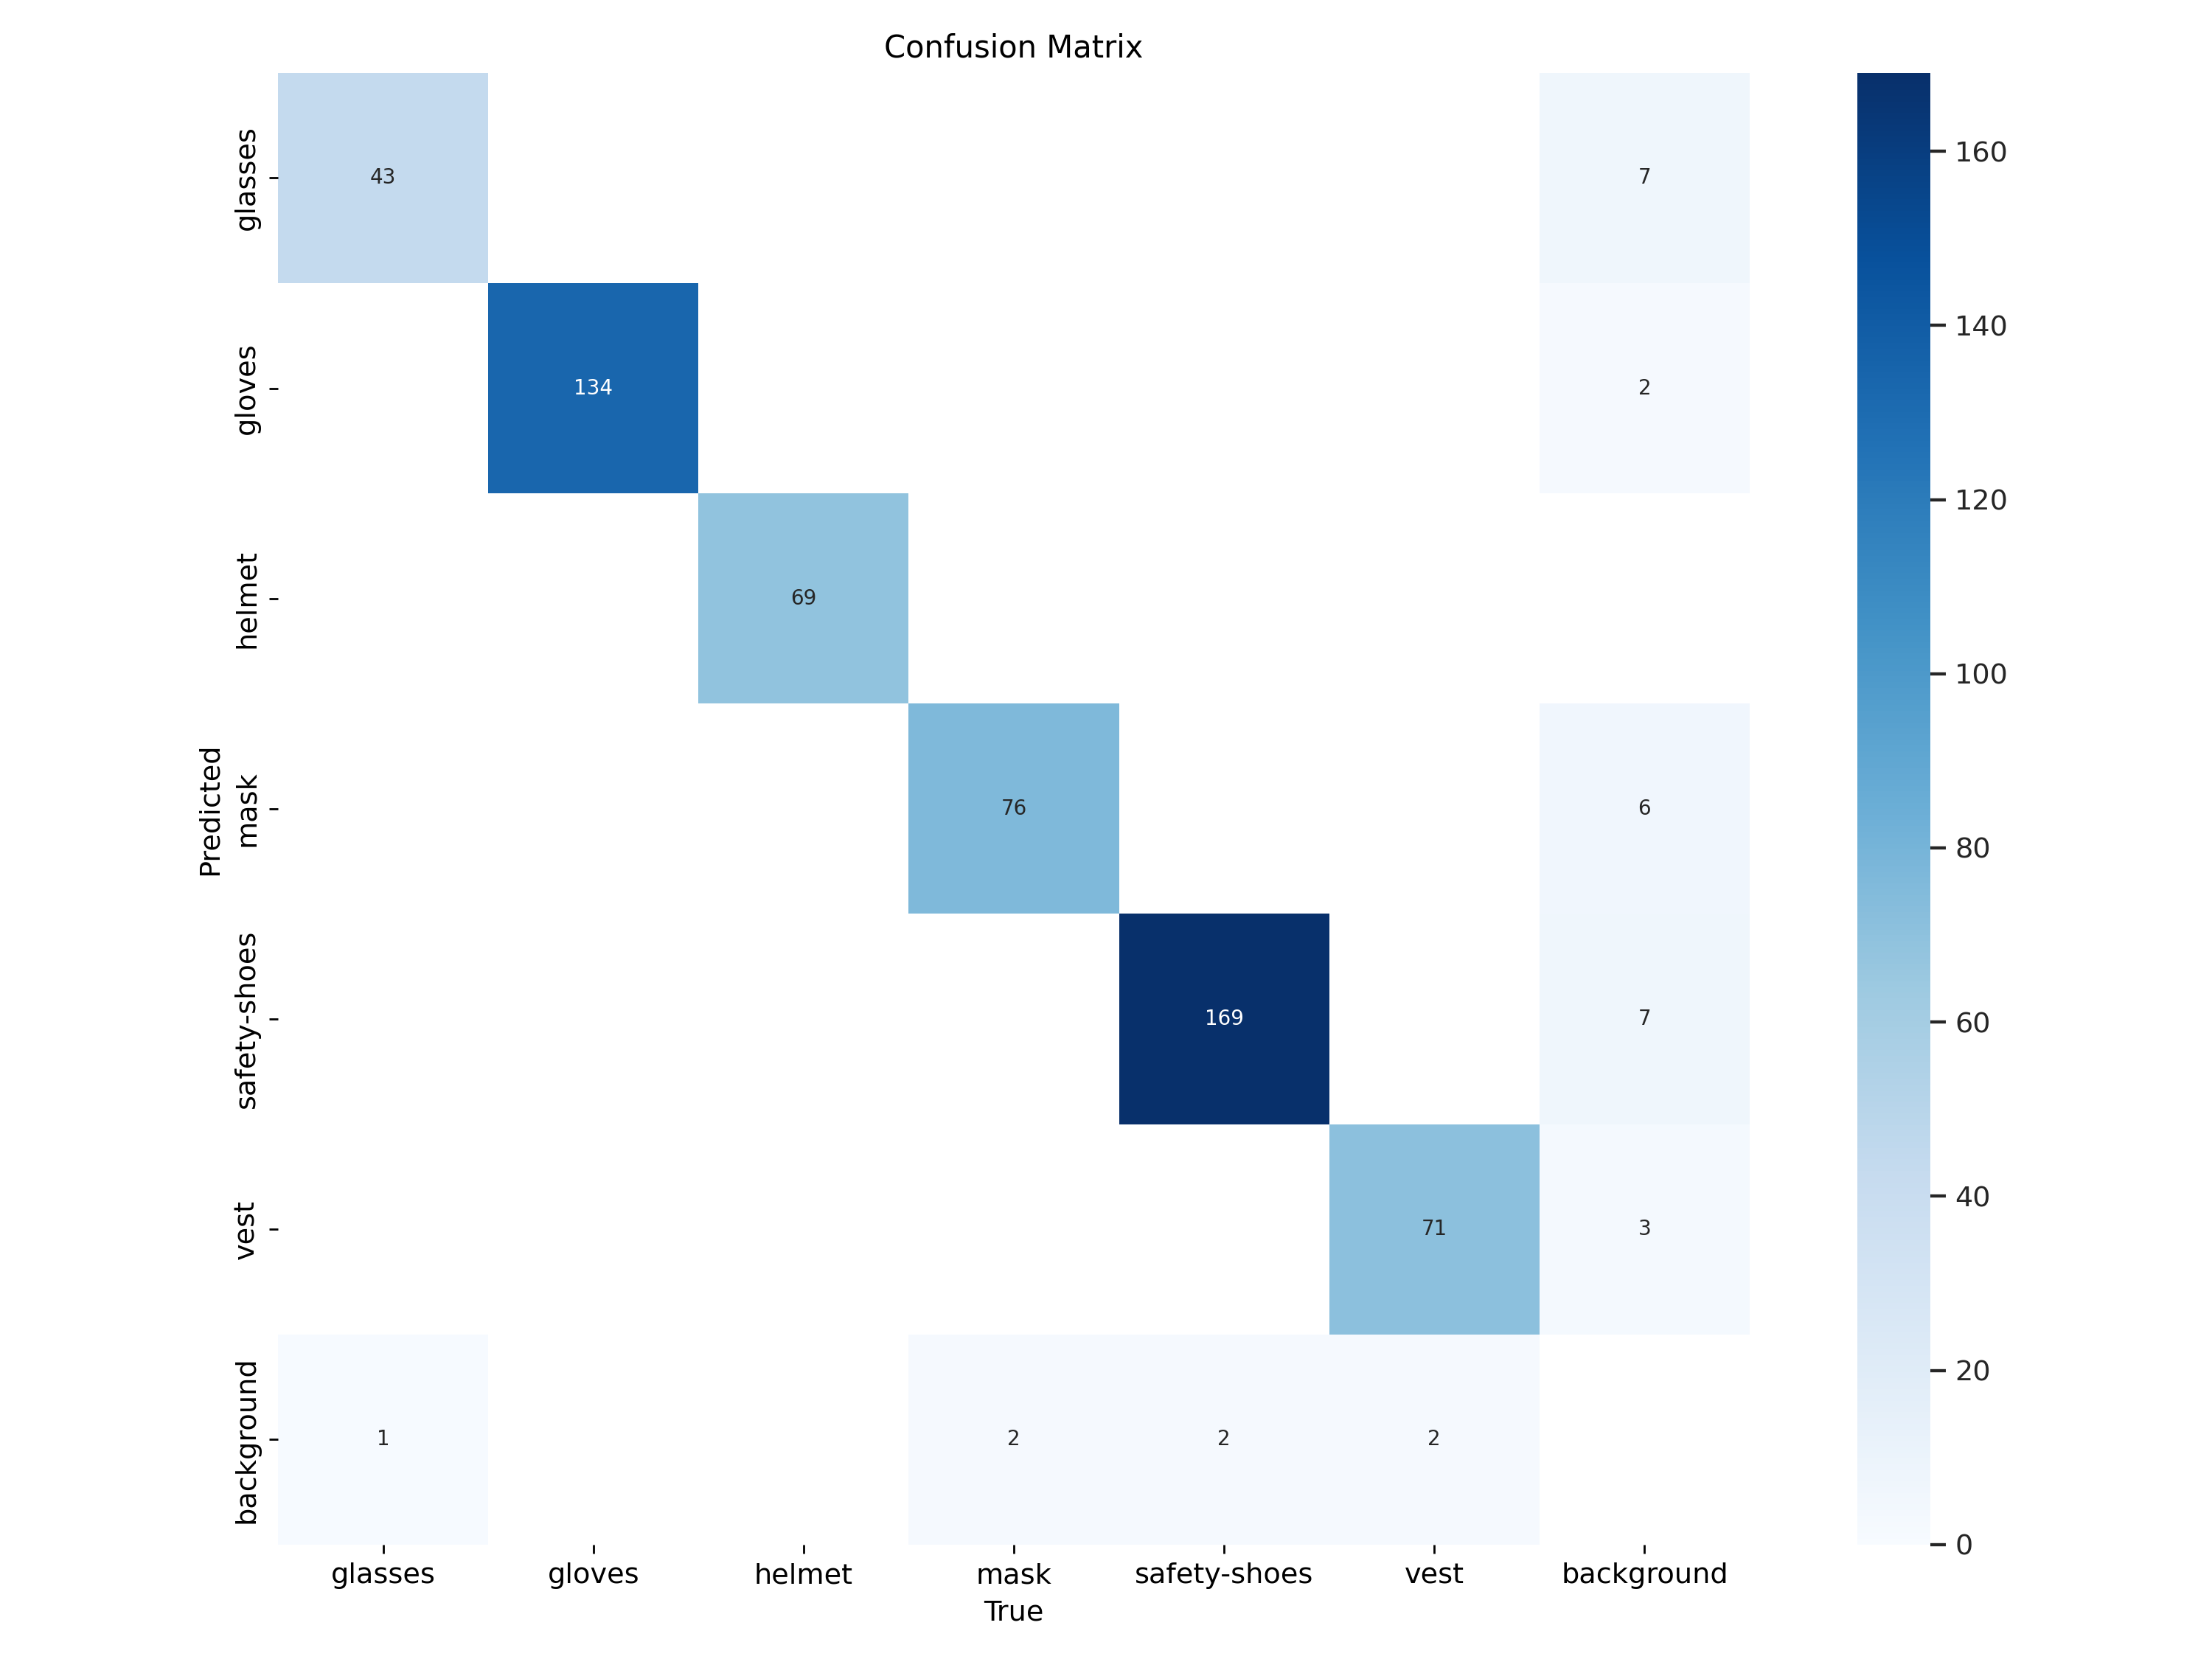 Confusion Matrix
glasses
43
7
gloves
134
2
helmet
69
Predicted
mask
76
6
safety-shoes
169
7
vest
71
3
background
1
2
2
2
glasses
gloves
helmet
mask
safety-shoes
vest
background
True
160
140
120
100
80
60
40
20
0